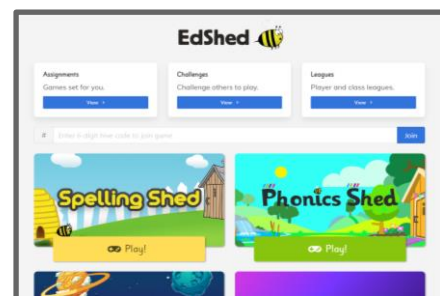 EdShed
Assignments
Games set for you.
View
Challenges
Challenge others to play.
View
Leagues
Player and class leagues.
View
# Enter 6-digit hive code to join game
Join
Spelling Shed
Play!
Phonics Shed
Play!